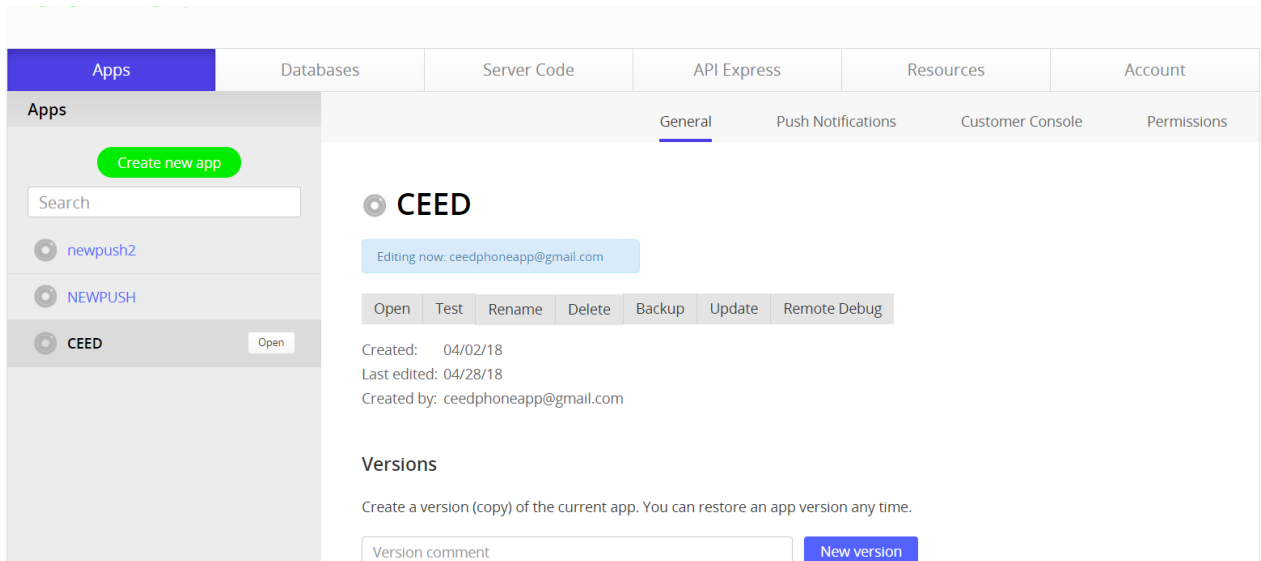 Apps Databases Server Code API Express Resources Account
Apps
General Push Notifications Customer Console Permissions
Create new app
Search
CEED
newpush2
Editing now: ceedphoneapp@gmail.com
NEWPUSH
Open Test Rename Delete Backup Update Remote Debug
CEED Open
Created: 04/02/18
Last edited: 04/28/18
Created by: ceedphoneapp@gmail.com
Versions
Create a version (copy) of the current app. You can restore an app version any time.
Version comment New version